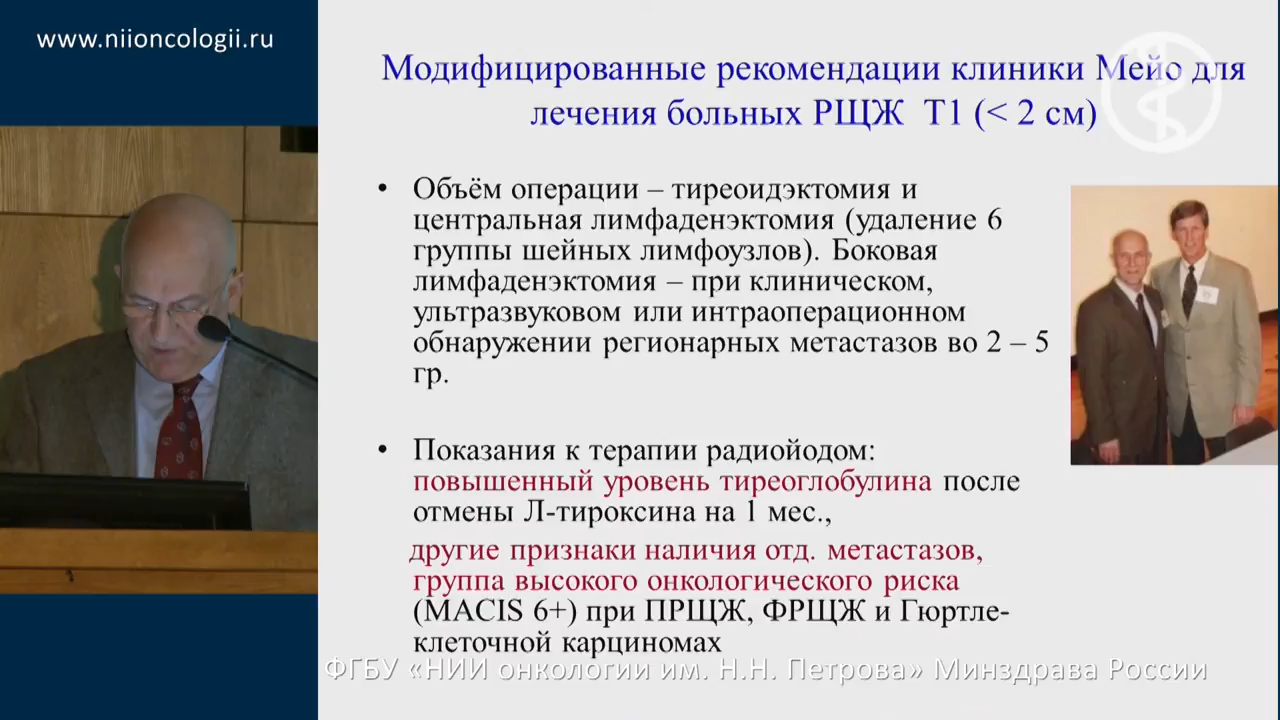 www.niioncologii.ru
Модифицированные рекомендации клиники Мейо для
лечения больных РЩЖ Т1 (< 2 см)
• Объём операции – тиреоидэктомия и
центральная лимфаденэктомия (удаление 6
группы шейных лимфоузлов). Боковая
лимфаденэктомия – при клиническом,
ультразвуковом или интраоперационном
обнаружении регионарных метастазов во 2 – 5
гр.
• Показания к терапии радиойодом:
повышенный уровень тиреоглобулина после
отмены Л-тироксина на 1 мес.,
другие признаки наличия отд. метастазов,
группа высокого онкологического риска
(MACIS 6+) при ПРЩЖ, ФРЩЖ и Гюртле-
клеточной карциномах
ФГБУ «НИИ онкологии им. Н.Н. Петрова» Минздрава России